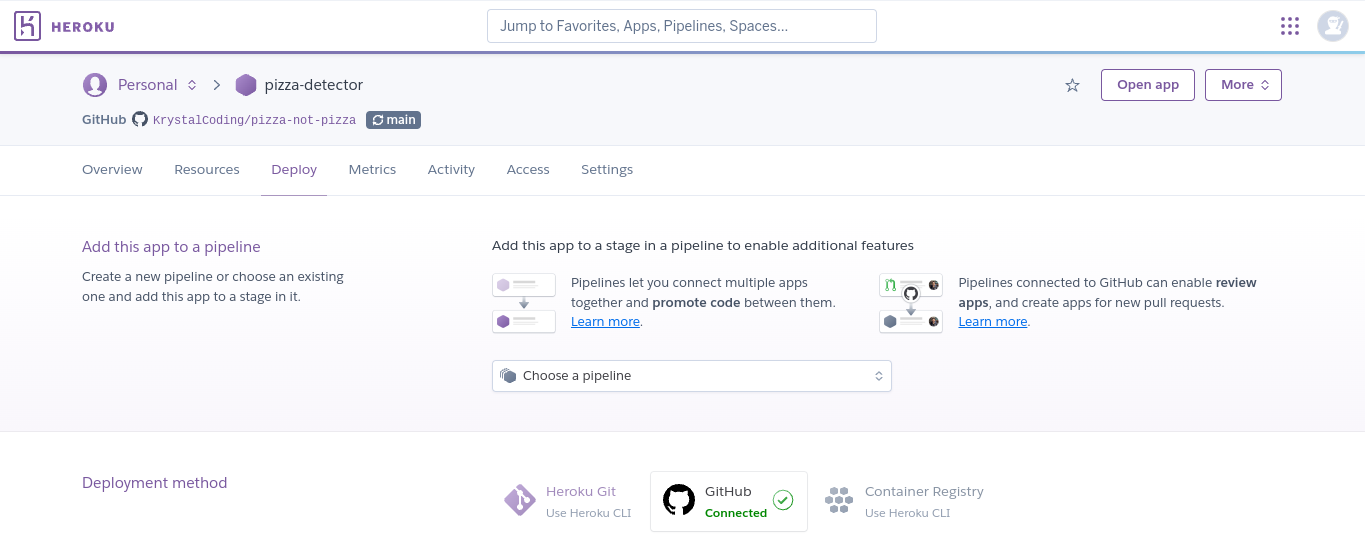 HEROKU
Jump to Favorites, Apps, Pipelines, Spaces...
Personal
pizza-detector
Open app
More
GitHub KrystalCoding/pizza-not-pizza main
Overview Resources Deploy Metrics Activity Access Settings
Add this app to a pipeline
Create a new pipeline or choose an existing
one and add this app to a stage in it.
Add this app to a stage in a pipeline to enable additional features
Pipelines let you connect multiple apps
together and promote code between them.
Learn more.
Pipelines connected to GitHub can enable review
apps, and create apps for new pull requests.
Learn more.
Choose a pipeline
Deployment method
Heroku Git
Use Heroku CLI
GitHub
Connected
Container Registry
Use Heroku CLI